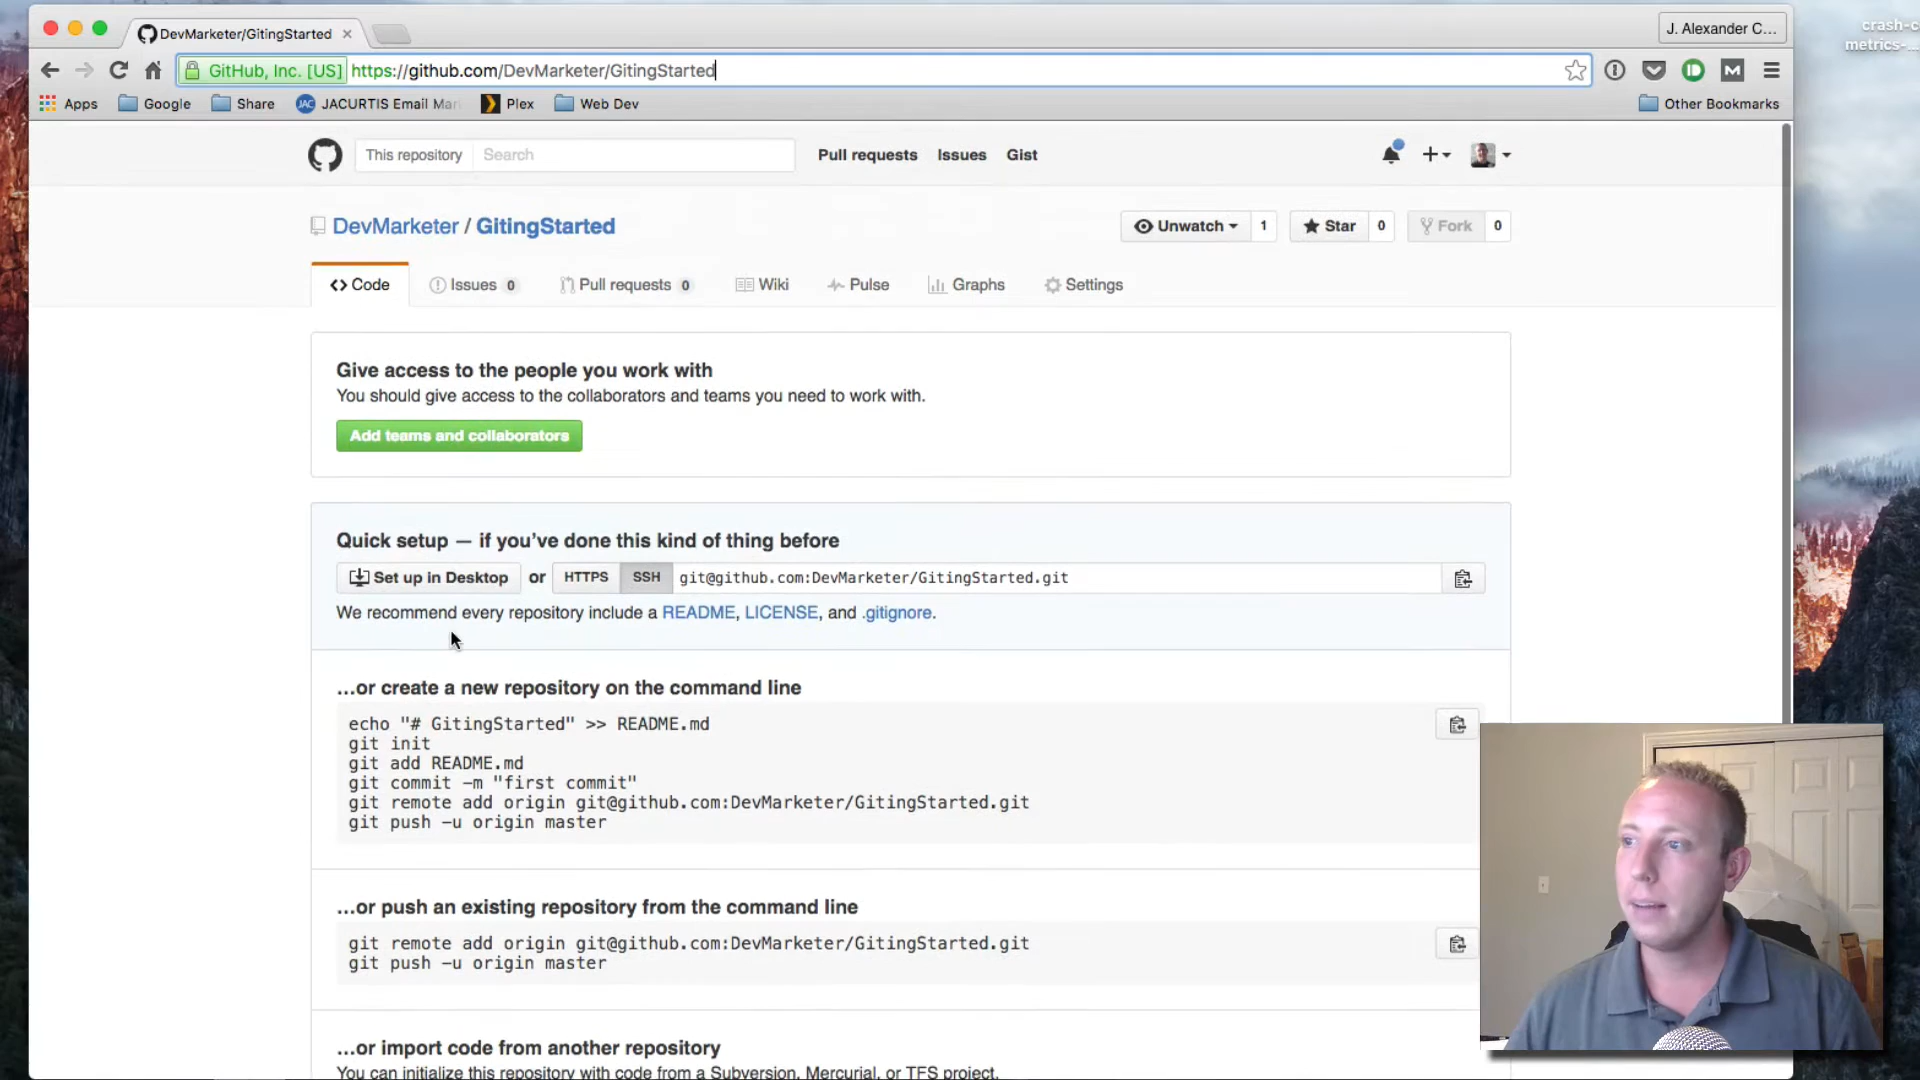 crash-c
metrics-...
DevMarketer/GitingStarted
J. Alexander C...
GitHub, Inc. [US] https://github.com/DevMarketer/GitingStarted
Apps Google Share JACURTIS Email Mar Plex Web Dev Other Bookmarks
This repository Search Pull requests Issues Gist
DevMarketer / GitingStarted
Unwatch 1 Star 0 Fork 0
Code Issues 0 Pull requests 0 Wiki Pulse Graphs Settings
Give access to the people you work with
You should give access to the collaborators and teams you need to work with.
Add teams and collaborators
Quick setup — if you've done this kind of thing before
Set up in Desktop or HTTPS SSH git@github.com:DevMarketer/GitingStarted.git
We recommend every repository include a README, LICENSE, and .gitignore.
…or create a new repository on the command line
echo "# GitingStarted" >> README.md
git init
git add README.md
git commit -m "first commit"
git remote add origin git@github.com:DevMarketer/GitingStarted.git
git push -u origin master
…or push an existing repository from the command line
git remote add origin git@github.com:DevMarketer/GitingStarted.git
git push -u origin master
…or import code from another repository
You can initialize this repository with code from a Subversion, Mercurial, or TFS project.